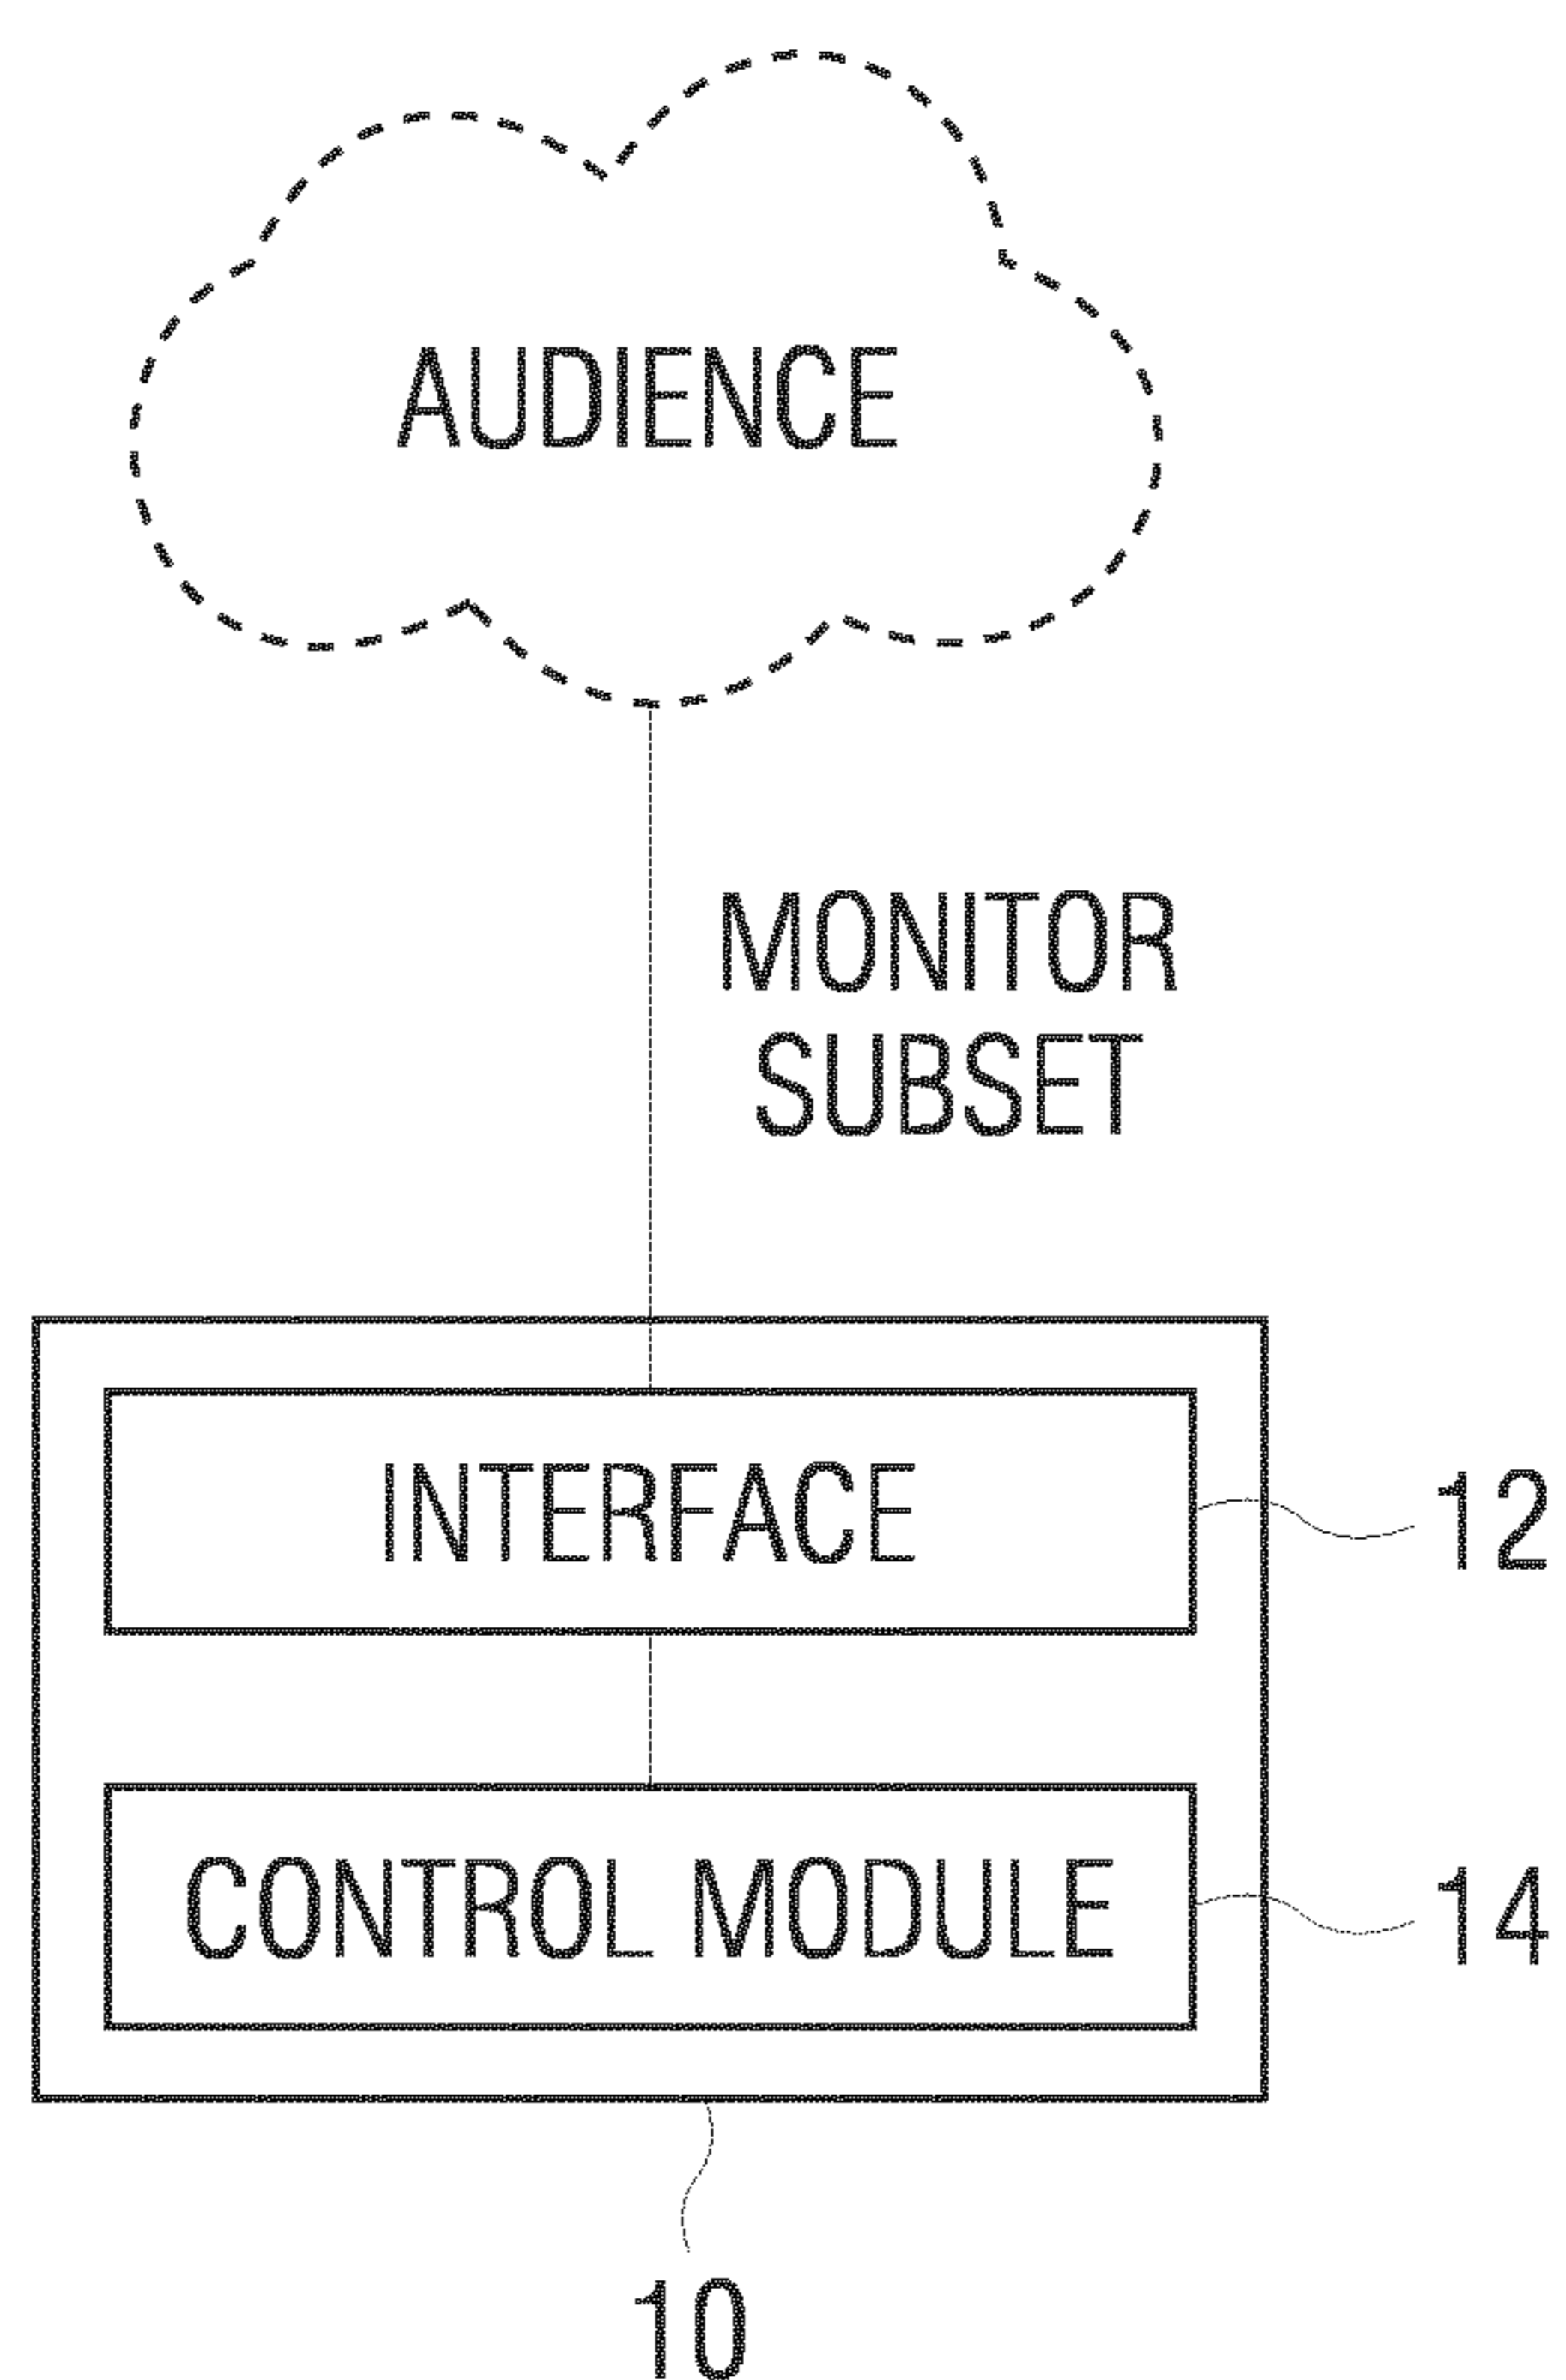 AUDIENCE
MONITOR
SUBSET
INTERFACE
12
CONTROL MODULE
14
10